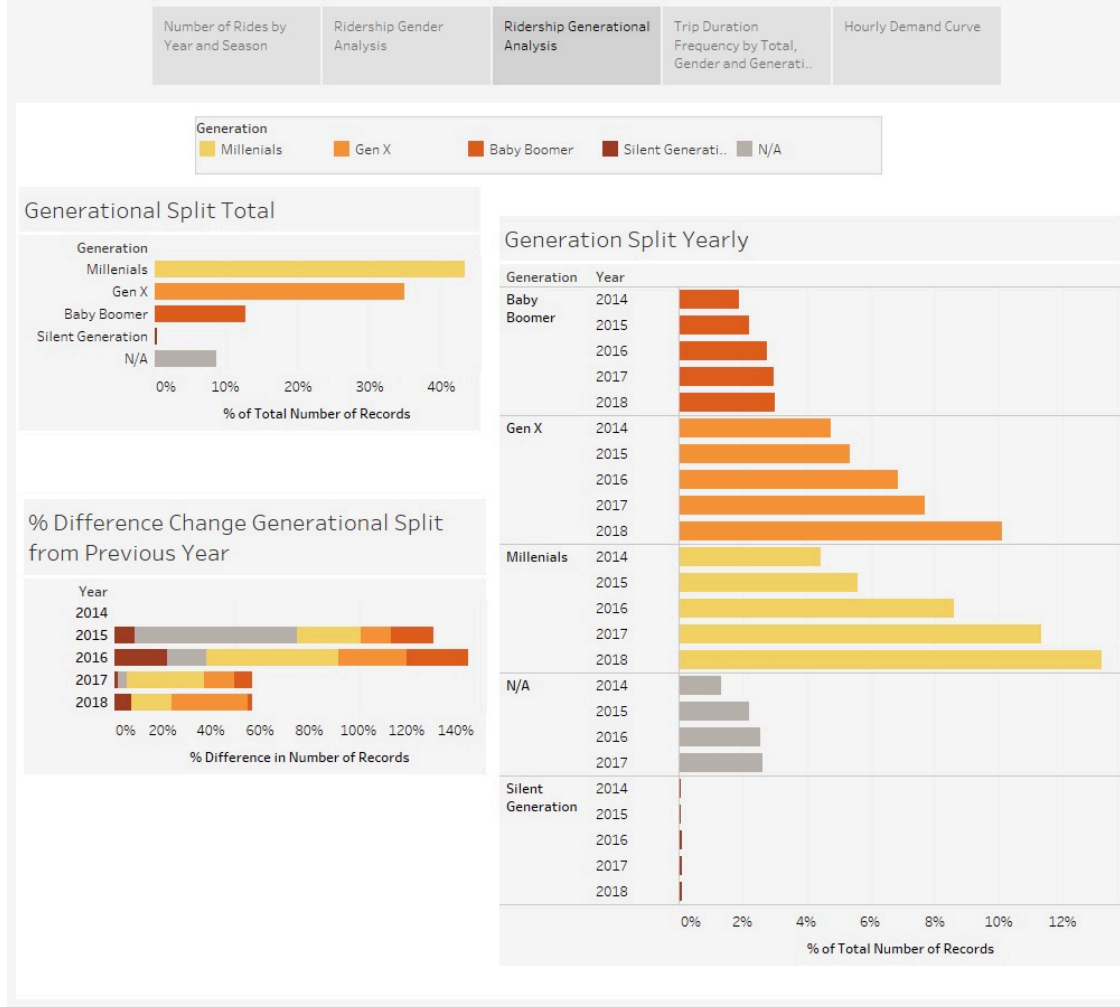 Number of Rides by
Year and Season
Ridership Gender
Analysis
Ridership Generational
Analysis
Trip Duration
Frequency by Total,
Gender and Generati..
Hourly Demand Curve
Generation
Millenials
Gen X
Baby Boomer
Silent Generati..
N/A
Generational Split Total
Generation
Millenials
Gen X
Baby Boomer
Silent Generation
N/A
0% 10% 20% 30% 40%
% of Total Number of Records
% Difference Change Generational Split
from Previous Year
Year
2014
2015
2016
2017
2018
0% 20% 40% 60% 80% 100% 120% 140%
% Difference in Number of Records
Generation Split Yearly
Generation Year
Baby
Boomer
2014
2015
2016
2017
2018
Gen X 2014
2015
2016
2017
2018
Millenials 2014
2015
2016
2017
2018
N/A 2014
2015
2016
2017
Silent
Generation
2014
2015
2016
2017
2018
0% 2% 4% 6% 8% 10% 12%
% of Total Number of Records